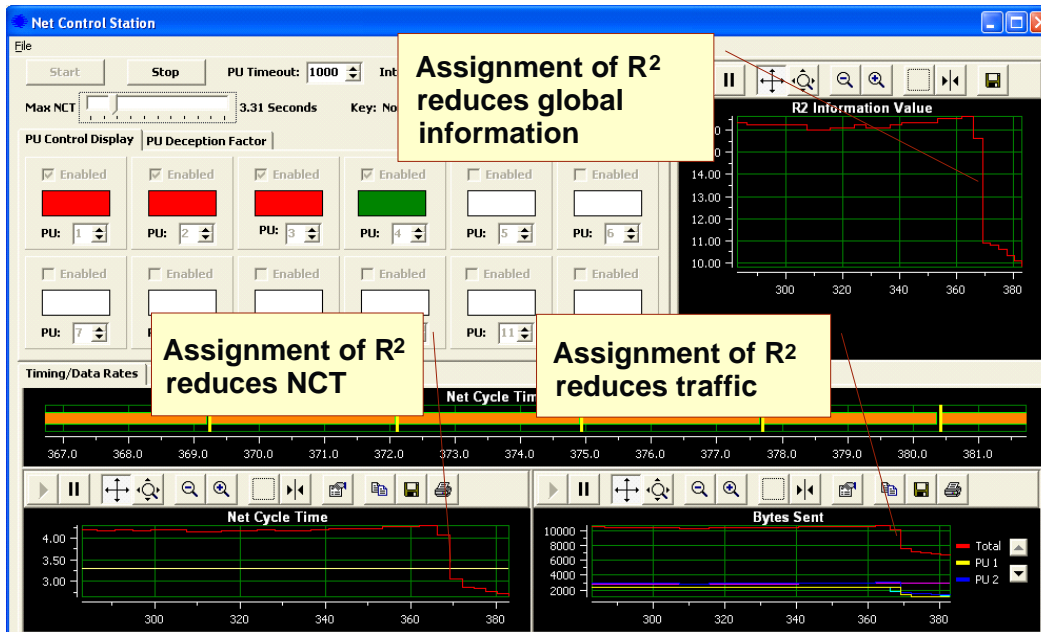 Net Control Station
File
Start Stop PU Timeout: 1000
Max NCT 3.31 Seconds Key:
PU Control Display PU Deception Factor
Enabled Enabled Enabled Enabled Enabled Enabled
PU: 1 PU: 2 PU: 3 PU: 4 PU: 5 PU: 6
Enabled Enabled Enabled Enabled Enabled Enabled
PU: 7 PU: 11
Assignment of R2
reduces global
information
R2 Information Value
14.00
13.00
12.00
11.00
10.00
300 320 340 360 380
Assignment of R2
reduces NCT
Assignment of R2
reduces traffic
Timing/Data Rates
Net Cycle
367.0 368.0 369.0 370.0 371.0 372.0 373.0 374.0 375.0 376.0 377.0 378.0 379.0 380.0 381.0
Net Cycle Time
4.00
3.50
3.00
300 320 340 360 380
Bytes Sent
10000
8000
6000
4000
2000
300 320 340 360 380
Total
PU 1
PU 2